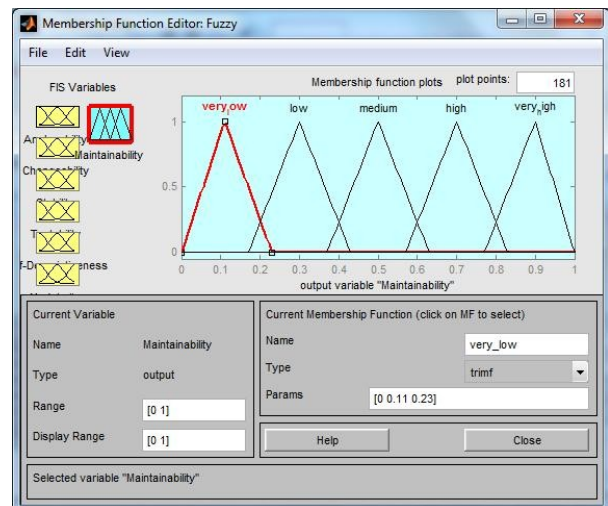 Membership Function Editor: Fuzzy
File Edit View
FIS Variables
Membership function plots plot points: 181
very_low low medium high very_high
1
0.5
0
Maintainability
0 0.1 0.2 0.3 0.4 0.5 0.6 0.7 0.8 0.9 1
output variable "Maintainability"
Current Variable
Name Maintainability
Type output
Range [0 1]
Display Range [0 1]
Current Membership Function (click on MF to select)
Name very_low
Type trimf
Params [0 0.11 0.23]
Help Close
Selected variable "Maintainability"